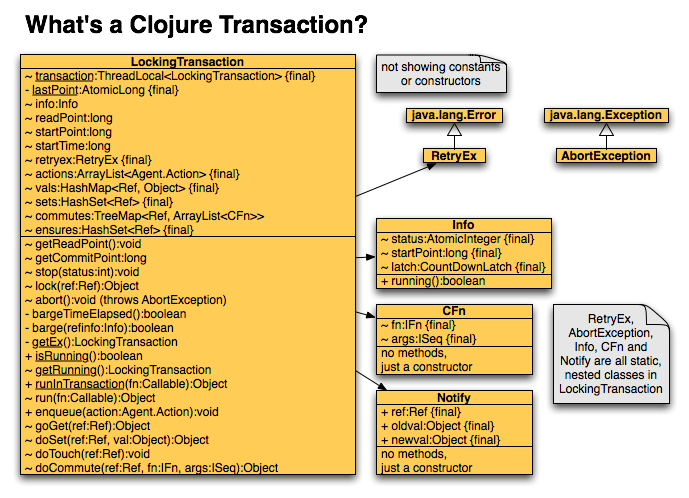 What's a Clojure Transaction?
LockingTransaction
~ transaction:ThreadLocal<LockingTransaction> {final}
- lastPoint:AtomicLong {final}
~ info:Info
~ readPoint:long
~ startPoint:long
~ startTime:long
~ retryex:RetryEx {final}
~ actions:ArrayList<Agent.Action> {final}
~ vals:HashMap<Ref, Object> {final}
~ sets:HashSet<Ref> {final}
~ commutes:TreeMap<Ref, ArrayList<CFn>>
~ ensures:HashSet<Ref> {final}
~ getReadPoint():void
~ getCommitPoint:long
~ stop(status:int):void
~ lock(ref:Ref):Object
~ abort():void (throws AbortException)
- bargeTimeElapsed():boolean
- barge(refinfo:Info):boolean
- getEx():LockingTransaction
+ isRunning():boolean
~ getRunning():LockingTransaction
+ runInTransaction(fn:Callable):Object
~ run(fn:Callable):Object
+ enqueue(action:Agent.Action):void
~ goGet(ref:Ref):Object
~ doSet(ref:Ref, val:Object):Object
~ doTouch(ref:Ref):void
~ doCommute(ref:Ref, fn:IFn, args:ISeq):Object
not showing constants
or constructors
java.lang.Error
RetryEx
java.lang.Exception
AbortException
Info
~ status:AtomicInteger {final}
~ startPoint:long {final}
~ latch:CountDownLatch {final}
+ running():boolean
CFn
~ fn:IFn {final}
~ args:ISeq {final}
no methods,
just a constructor
Notify
+ ref:Ref {final}
+ oldval:Object {final}
+ newval:Object {final}
no methods,
just a constructor
RetryEx,
AbortException,
Info, CFn and
Notify are all static,
nested classes in
LockingTransaction